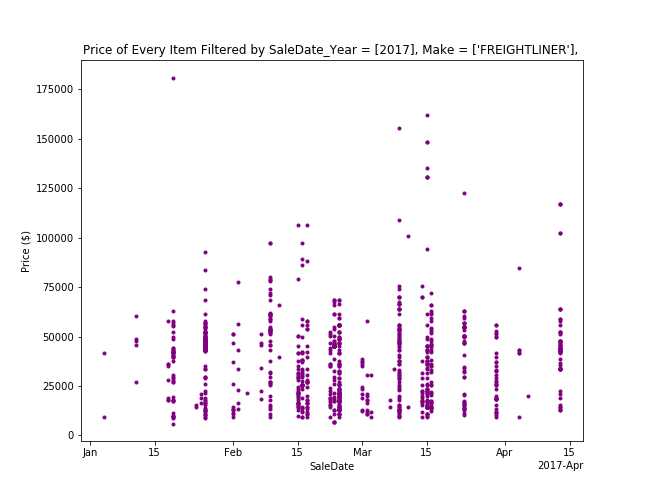 Price of Every Item Filtered by SaleDate_Year = [2017], Make = ['FREIGHTLINER'],
175000
150000
125000
100000
75000
50000
25000
0
Price ($)
Jan 15 Feb 15 Mar 15 Apr 15
SaleDate
2017-Apr